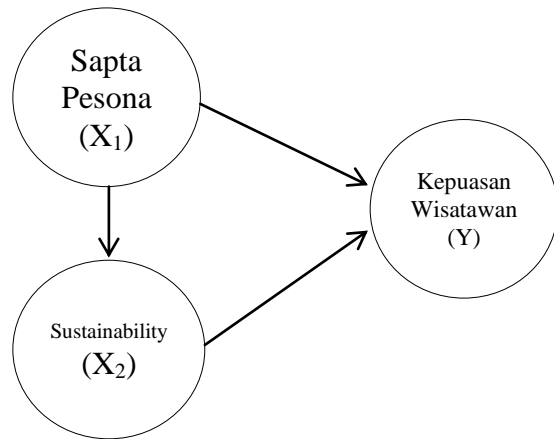 Sapta
Pesona
(X₁)
Kepuasan
Wisatawan
(Y)
Sustainability
(X₂)